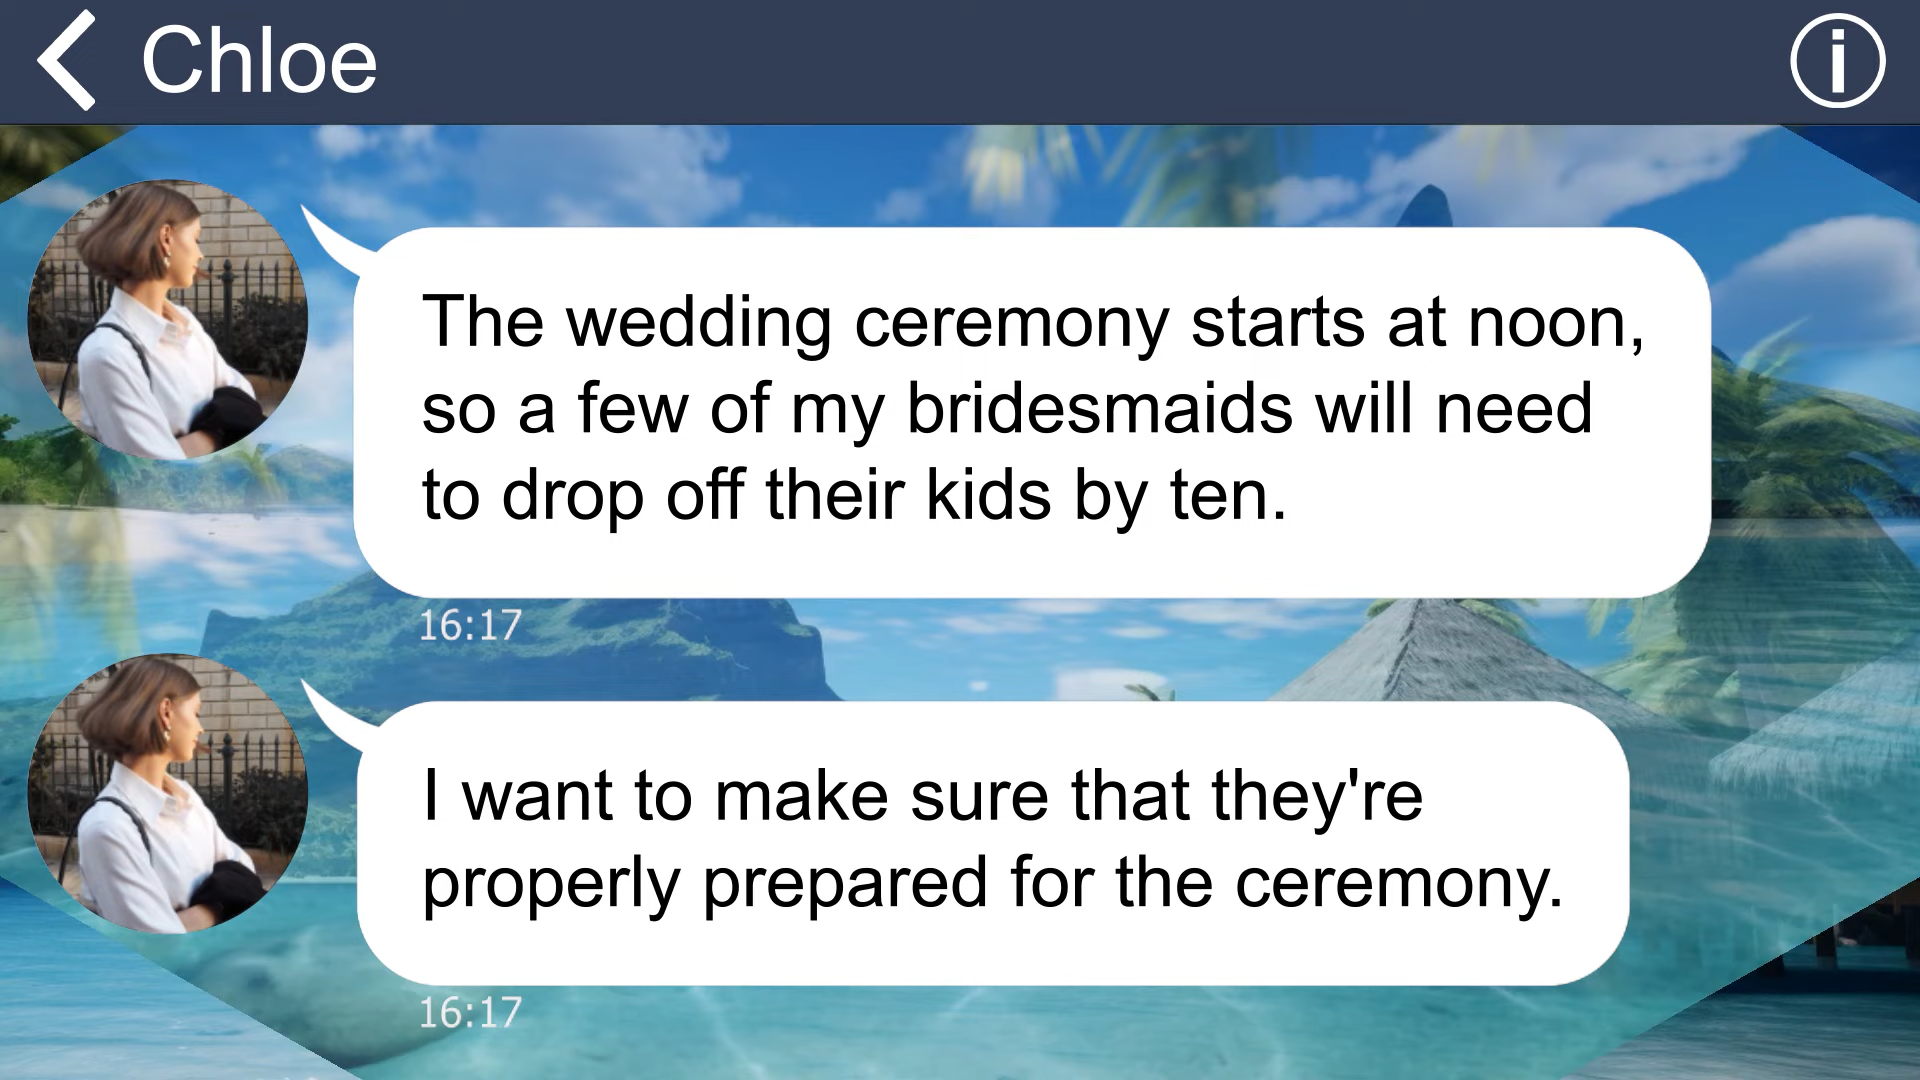 Chloe
The wedding ceremony starts at noon,
so a few of my bridesmaids will need
to drop off their kids by ten.
16:17
I want to make sure that they're
properly prepared for the ceremony.
16:17